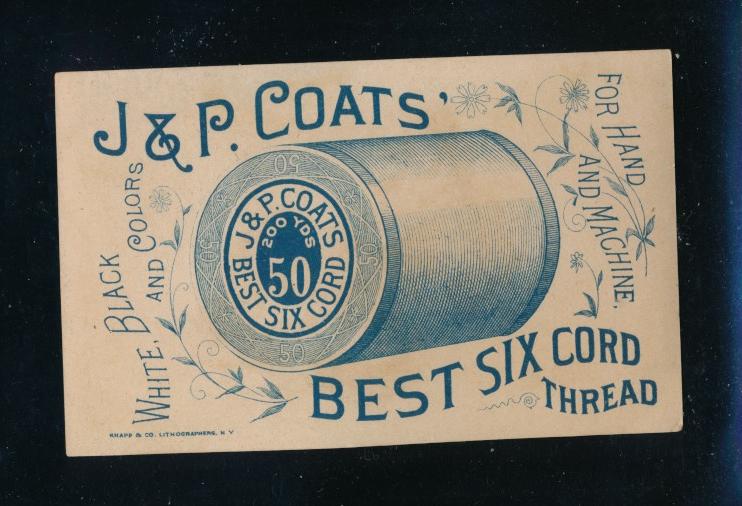 J & P. COATS'
FOR HAND
AND MACHINE,
WHITE, BLACK
AND COLORS
50
J & P. COATS
200 YDS
50
BEST SIX CORD
50
50
50
BEST SIX CORD
THREAD
KNAPP & CO. LITHOGRAPHERS, N. Y